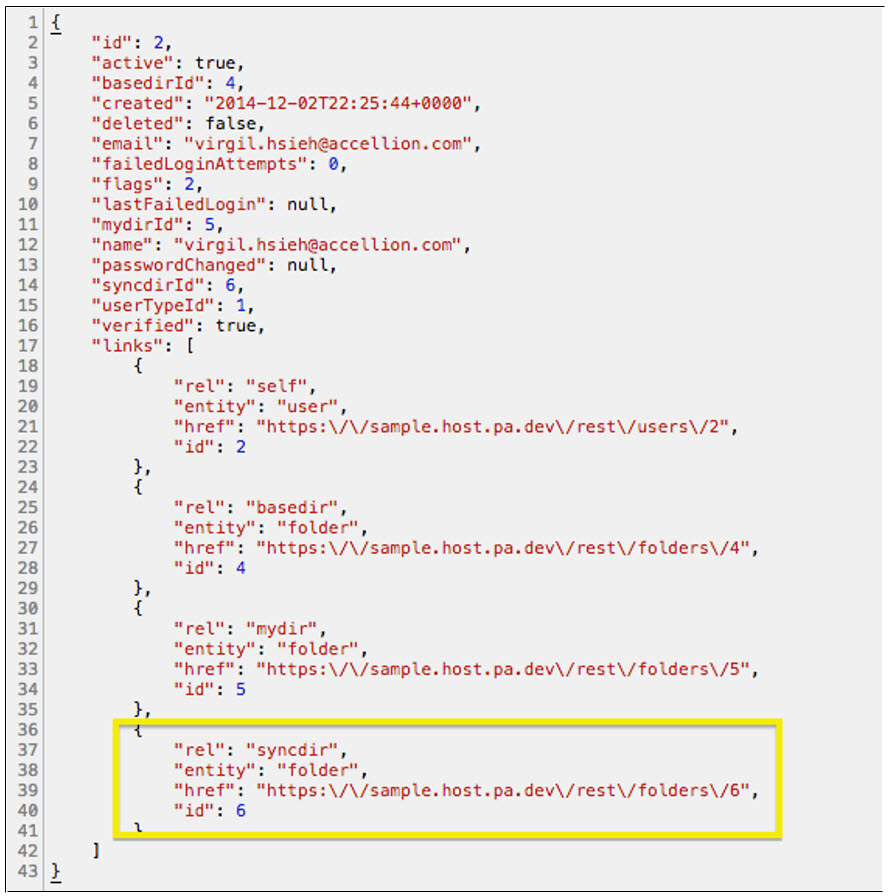 1 {
2 "id": 2,
3 "active": true,
4 "basedirId": 4,
5 "created": "2014-12-02T22:25:44+0000",
6 "deleted": false,
7 "email": "virgil.hsieh@accellion.com",
8 "failedLoginAttempts": 0,
9 "flags": 2,
10 "lastFailedLogin": null,
11 "mydirId": 5,
12 "name": "virgil.hsieh@accellion.com",
13 "passwordChanged": null,
14 "syncdirId": 6,
15 "userTypeId": 1,
16 "verified": true,
17 "links": [
18 {
19 "rel": "self",
20 "entity": "user",
21 "href": "https:\/\/sample.host.pa.dev\/rest\/users\/2",
22 "id": 2
23 },
24 {
25 "rel": "basedir",
26 "entity": "folder",
27 "href": "https:\/\/sample.host.pa.dev\/rest\/folders\/4",
28 "id": 4
29 },
30 {
31 "rel": "mydir",
32 "entity": "folder",
33 "href": "https:\/\/sample.host.pa.dev\/rest\/folders\/5",
34 "id": 5
35 },
36 {
37 "rel": "syncdir",
38 "entity": "folder",
39 "href": "https:\/\/sample.host.pa.dev\/rest\/folders\/6",
40 "id": 6
41 }
42 ]
43 }